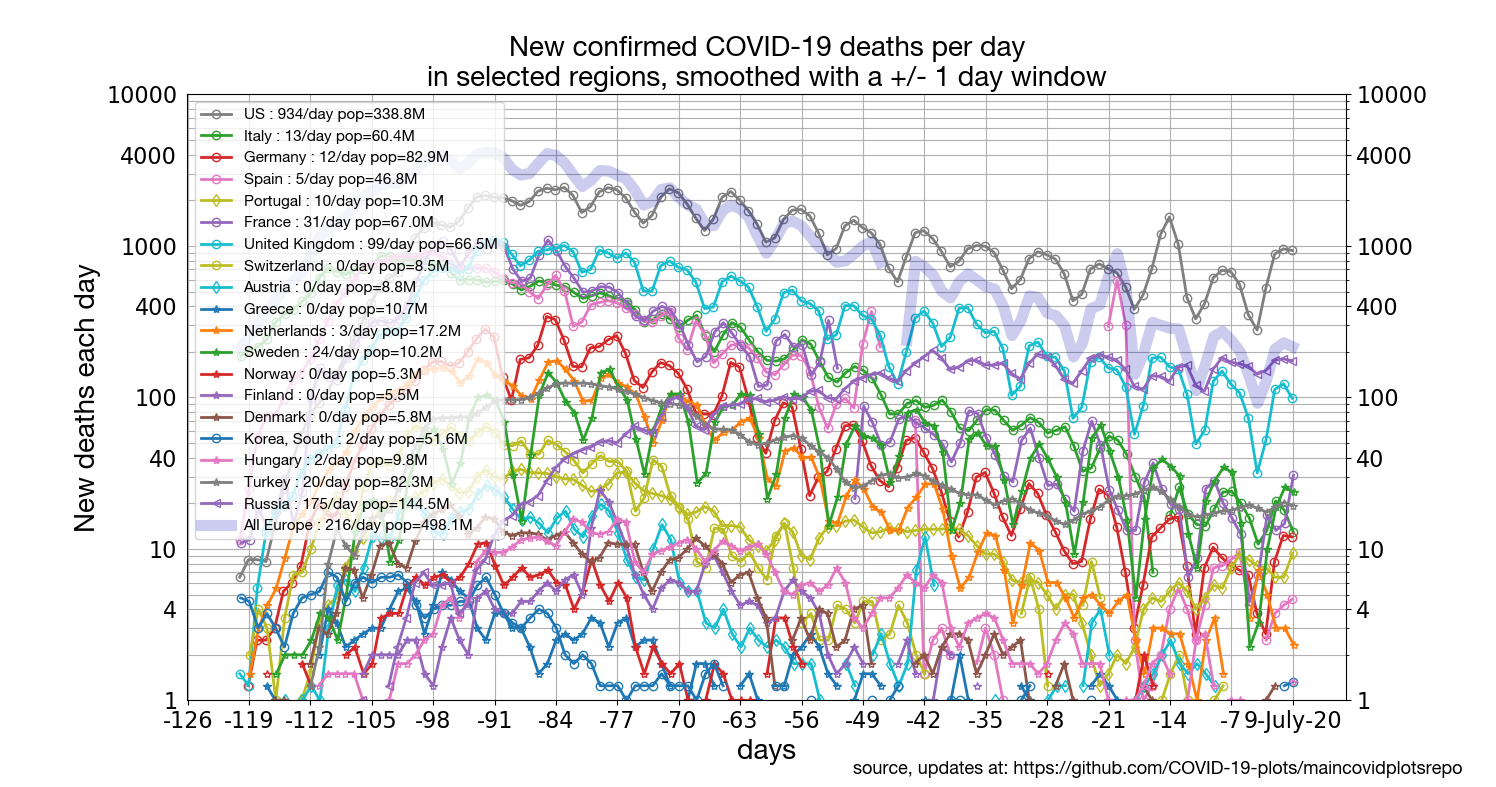 New confirmed COVID-19 deaths per day
in selected regions, smoothed with a +/- 1 day window
New deaths each day
10000
4000
1000
400
100
40
10
4
1
US : 934/day pop=338.8M
Italy : 13/day pop=60.4M
Germany : 12/day pop=82.9M
Spain : 5/day pop=46.8M
Portugal : 10/day pop=10.3M
France : 31/day pop=67.0M
United Kingdom : 99/day pop=66.5M
Switzerland : 0/day pop=8.5M
Austria : 0/day pop=8.8M
Greece : 0/day pop=10.7M
Netherlands : 3/day pop=17.2M
Sweden : 24/day pop=10.2M
Norway : 0/day pop=5.3M
Finland : 0/day pop=5.5M
Denmark : 0/day pop=5.8M
Korea, South : 2/day pop=51.6M
Hungary : 2/day pop=9.8M
Turkey : 20/day pop=82.3M
Russia : 175/day pop=144.5M
All Europe : 216/day pop=498.1M
10000
4000
1000
400
100
40
10
4
1
-126 -119 -112 -105 -98 -91 -84 -77 -70 -63 -56 -49 -42 -35 -28 -21 -14 -7 9-July-20
days
source, updates at: https://github.com/COVID-19-plots/maincovidplotsrepo